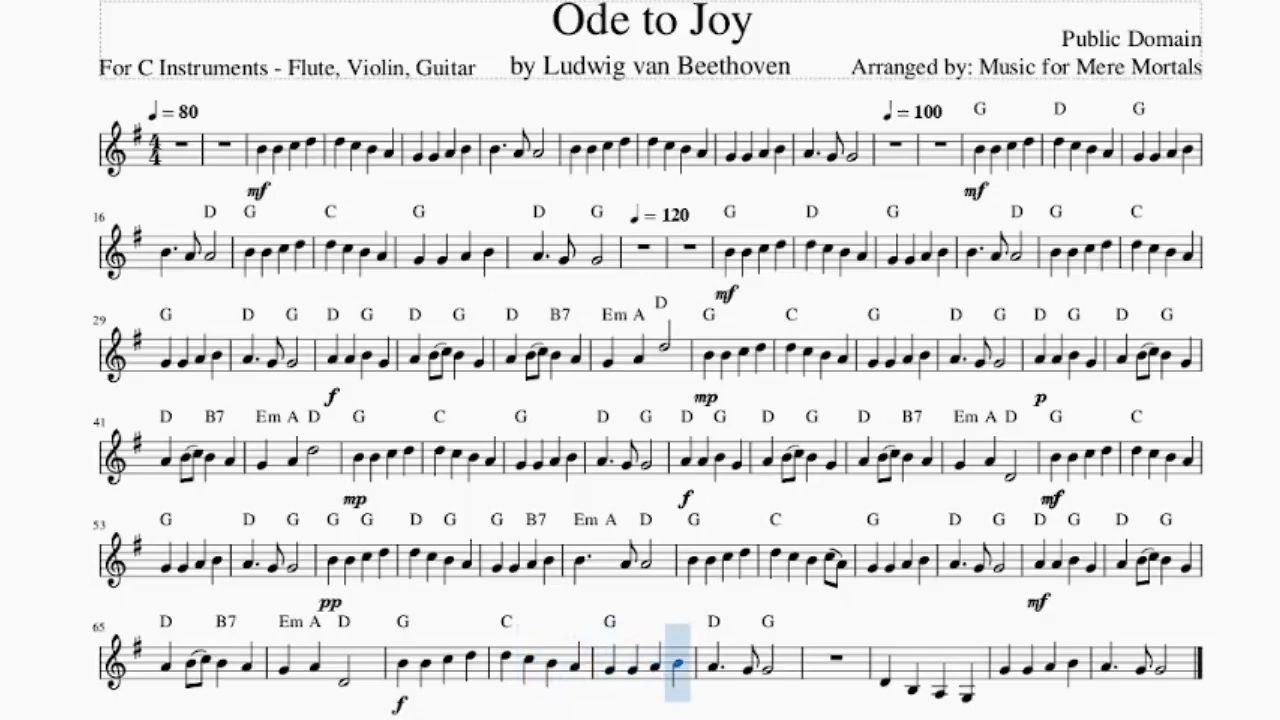 Ode to Joy
Public Domain
For C Instruments - Flute, Violin, Guitar by Ludwig van Beethoven Arranged by: Music for Mere Mortals
♩ = 80 ♩ = 100 G D G
4 4
mf mf
16 D G C G D G ♩ = 120 G D G D G C
mf
29 G D G D G D G D B7 Em A D G C G D G D G D G
f mp p
41 D B7 Em A D G C G D G D G D G D B7 Em A D G C
mp f mf
53 G D G G G D G G B7 Em A D G C G D G D G D G
pp mf
65 D B7 Em A D G C G D G
f